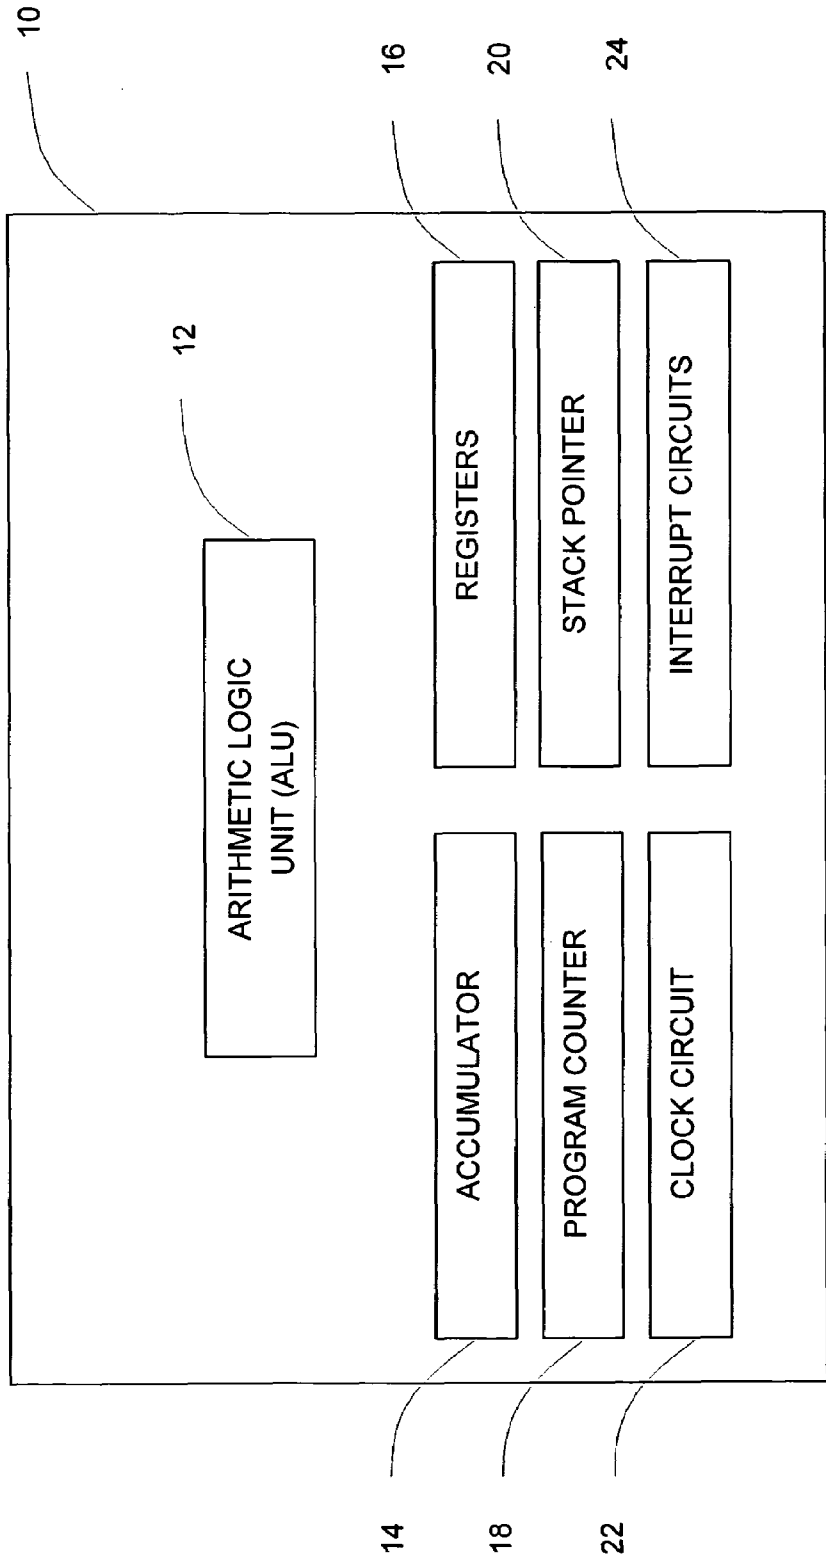 10
12
ARITHMETIC LOGIC
UNIT (ALU)
14
ACCUMULATOR
REGISTERS
16
18
PROGRAM COUNTER
STACK POINTER
20
22
CLOCK CIRCUIT
INTERRUPT CIRCUITS
24